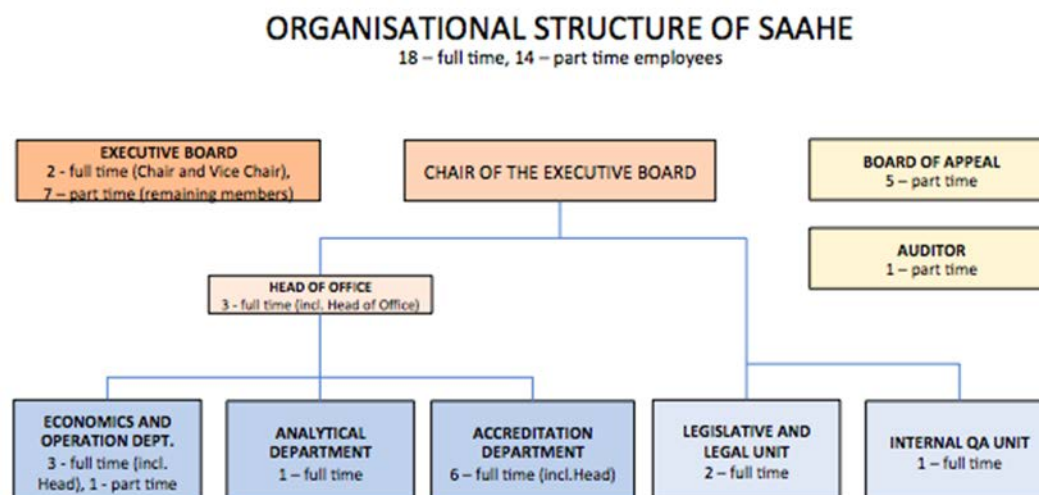 ORGANISATIONAL STRUCTURE OF SAAHE
18 – full time, 14 – part time employees
EXECUTIVE BOARD
2 - full time (Chair and Vice Chair),
7 – part time (remaining members)
CHAIR OF THE EXECUTIVE BOARD
BOARD OF APPEAL
5 – part time
AUDITOR
1 – part time
HEAD OF OFFICE
3 - full time (incl. Head of Office)
ECONOMICS AND
OPERATION DEPT.
3 - full time (incl.
Head), 1 - part time
ANALYTICAL
DEPARTMENT
1 – full time
ACCREDITATION
DEPARTMENT
6 – full time (incl.Head)
LEGISLATIVE AND
LEGAL UNIT
2 – full time
INTERNAL QA UNIT
1 – full time